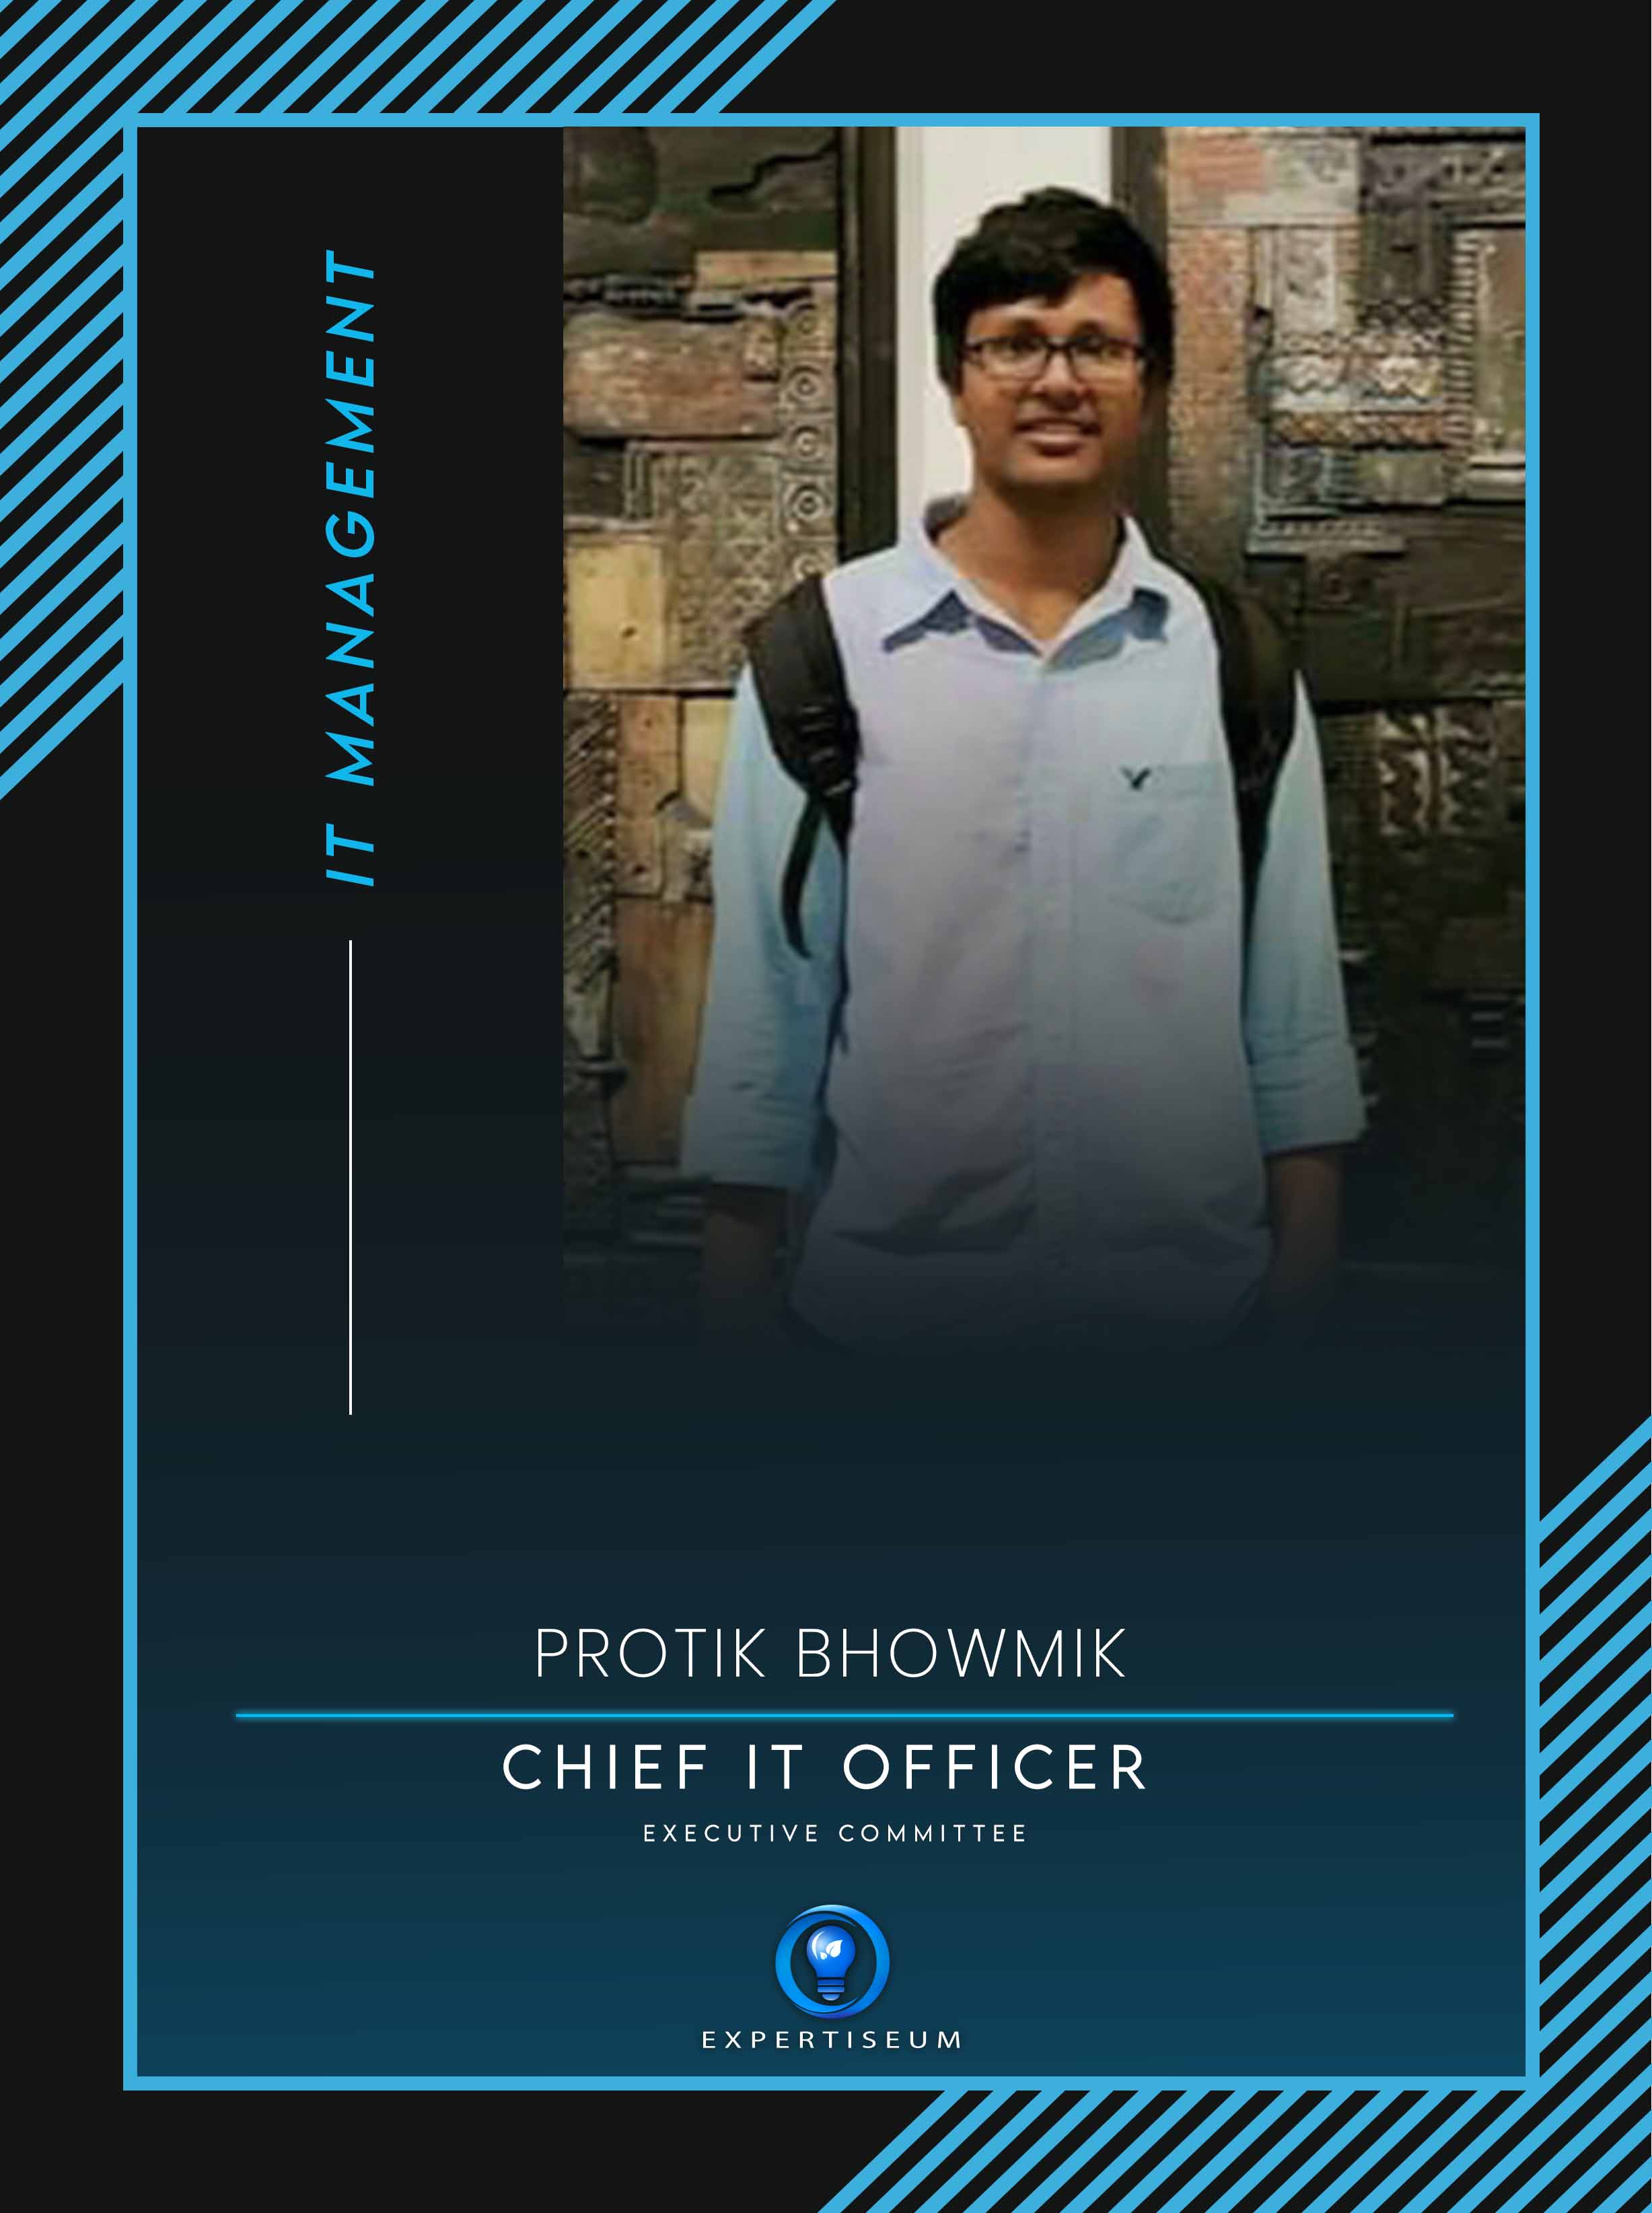 IT MANAGEMENT
PROTIK BHOWMIK
CHIEF IT OFFICER
EXECUTIVE COMMITTEE
EXPERTISEUM